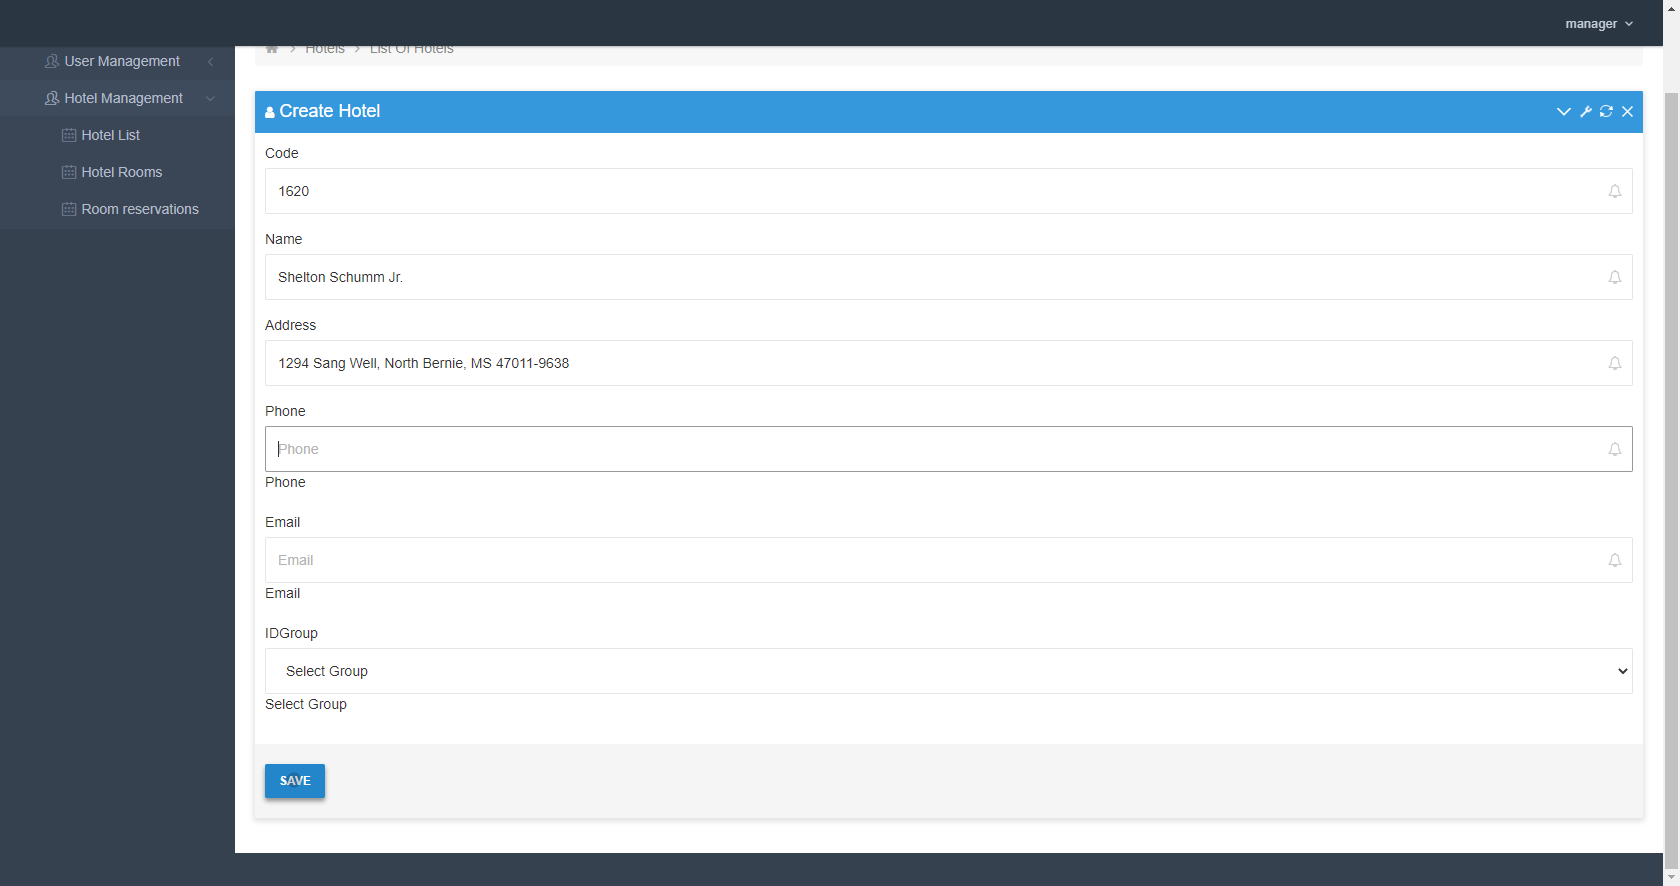 manager
Hotels
List Of Hotels
User Management
Hotel Management
Hotel List
Hotel Rooms
Room reservations
Create Hotel
Code
1620
Name
Shelton Schumm Jr.
Address
1294 Sang Well, North Bernie, MS 47011-9638
Phone
Phone
Phone
Email
Email
Email
IDGroup
Select Group
Select Group
SAVE